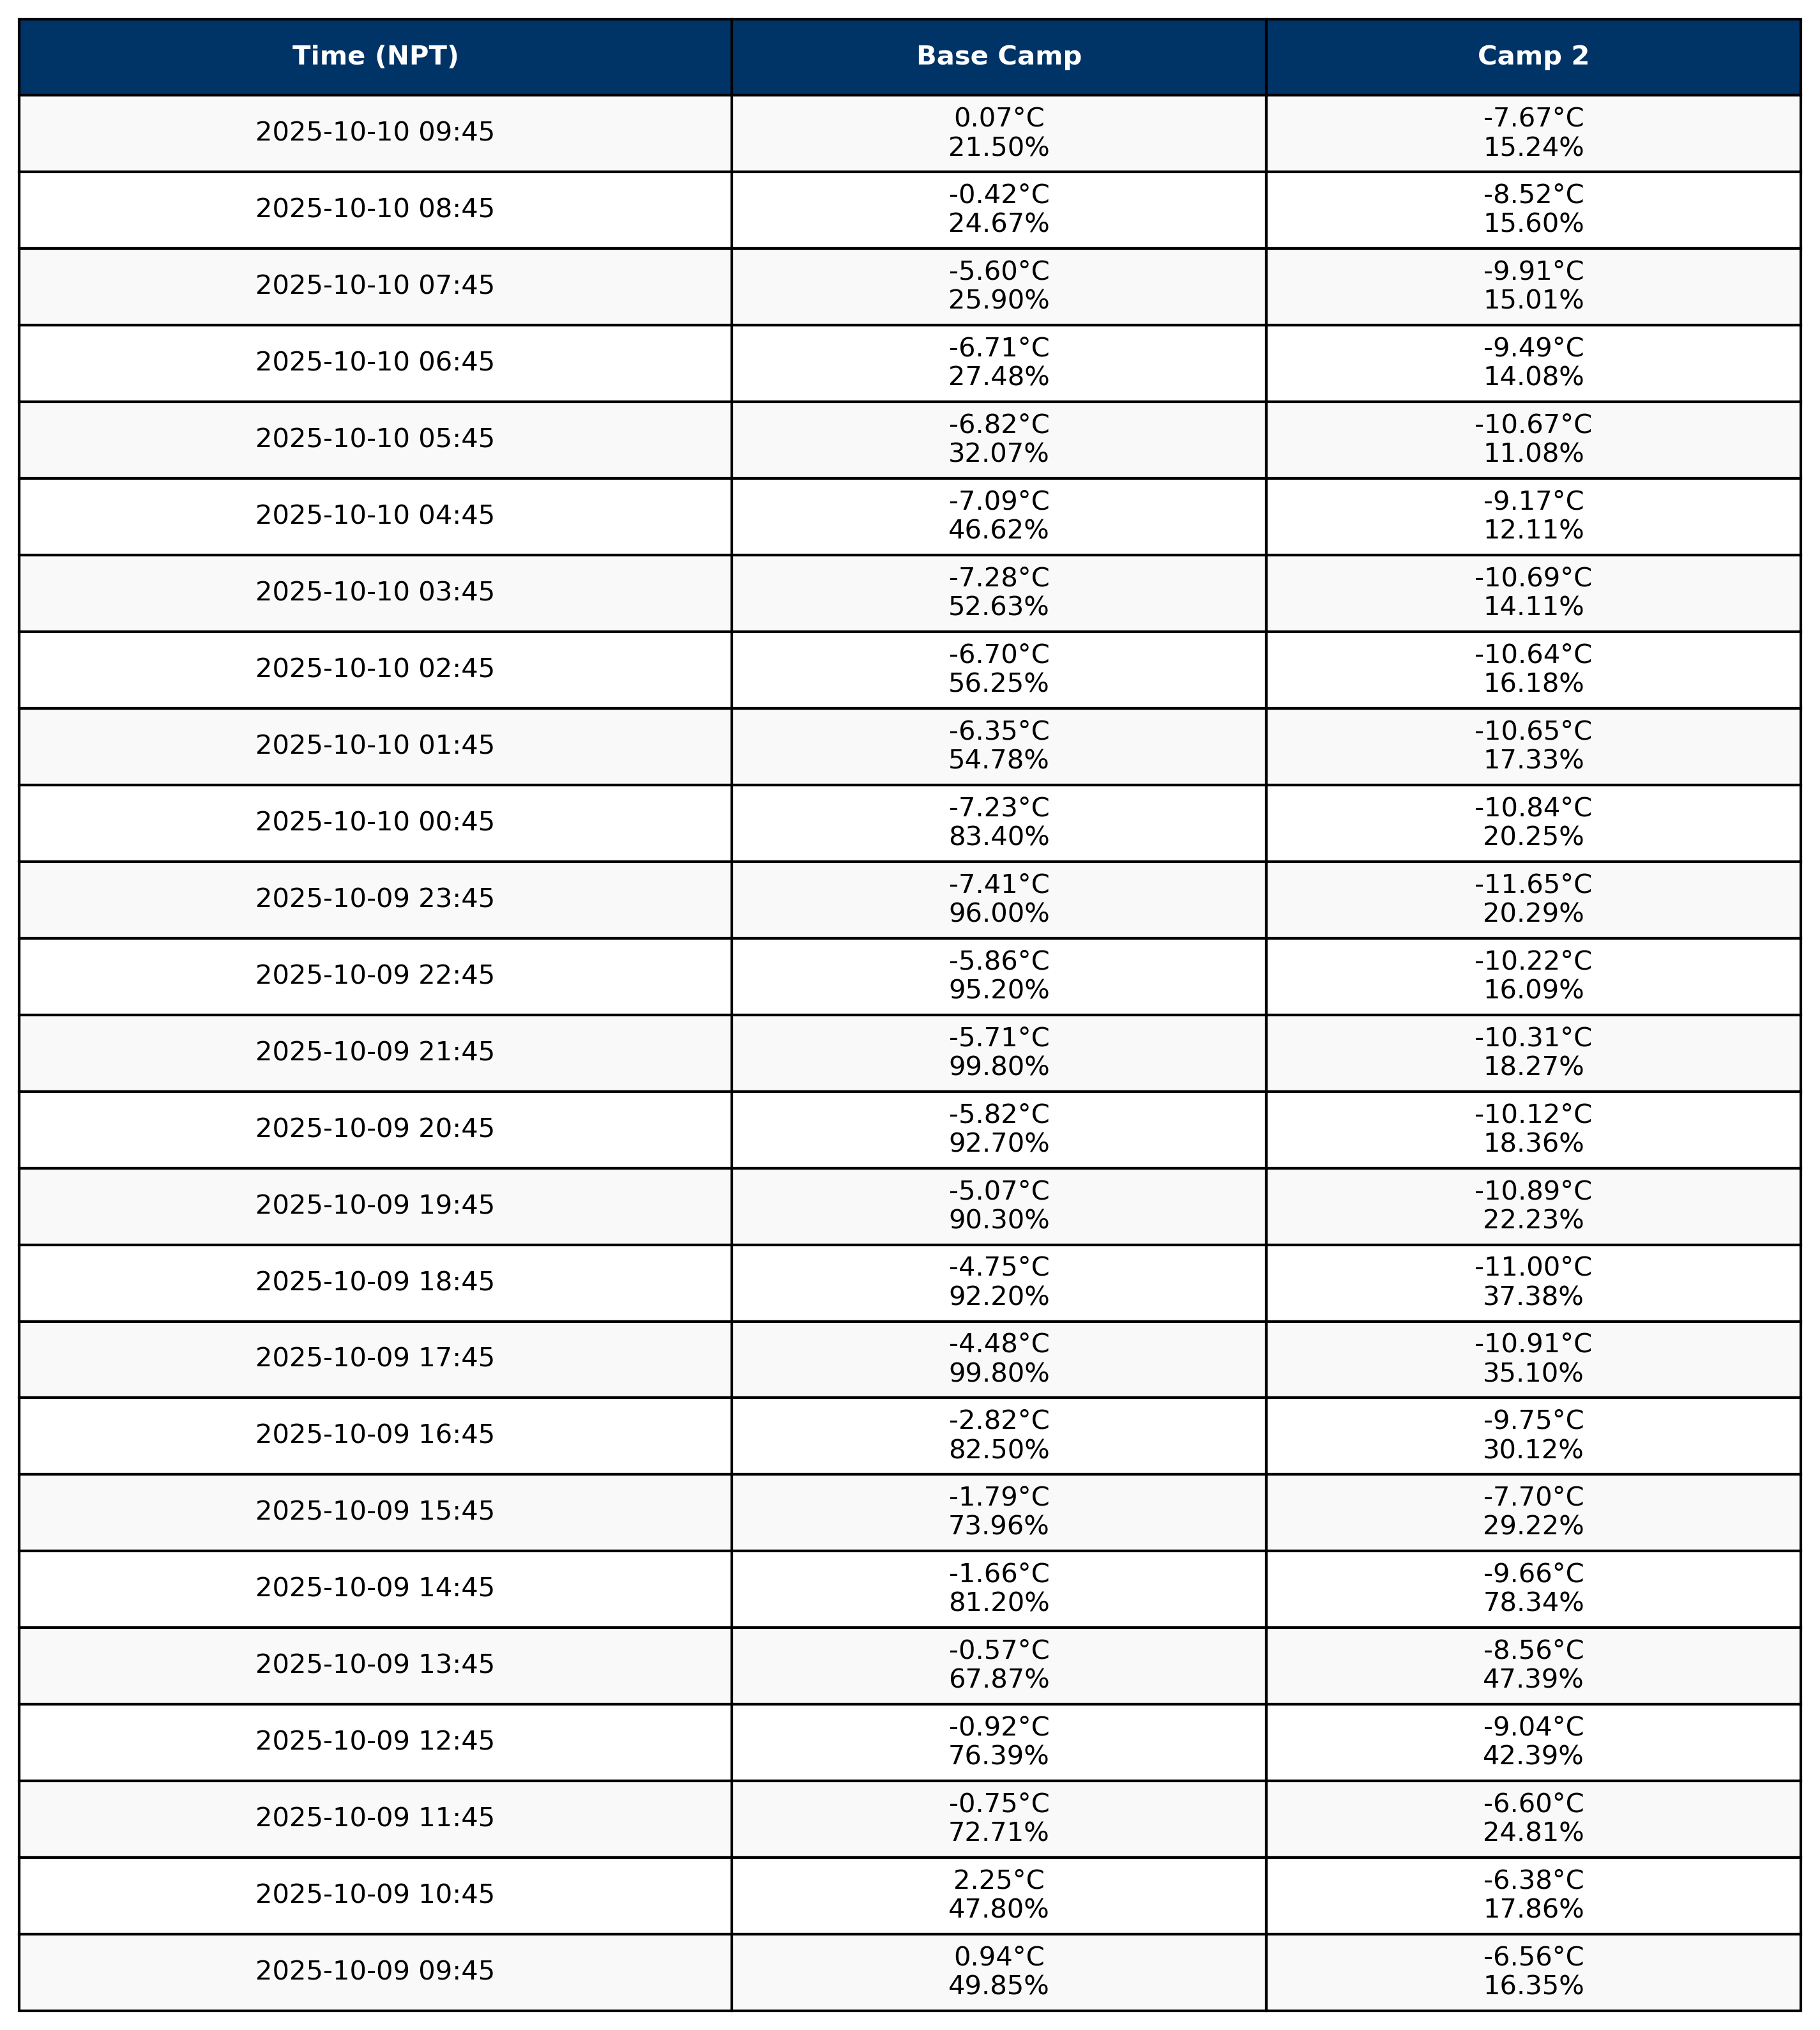 Time (NPT) Base Camp Camp 2
2025-10-10 09:45 0.07°C -7.67°C
21.50% 15.24%
2025-10-10 08:45 -0.42°C -8.52°C
24.67% 15.60%
2025-10-10 07:45 -5.60°C -9.91°C
25.90% 15.01%
2025-10-10 06:45 -6.71°C -9.49°C
27.48% 14.08%
2025-10-10 05:45 -6.82°C -10.67°C
32.07% 11.08%
2025-10-10 04:45 -7.09°C -9.17°C
46.62% 12.11%
2025-10-10 03:45 -7.28°C -10.69°C
52.63% 14.11%
2025-10-10 02:45 -6.70°C -10.64°C
56.25% 16.18%
2025-10-10 01:45 -6.35°C -10.65°C
54.78% 17.33%
2025-10-10 00:45 -7.23°C -10.84°C
83.40% 20.25%
2025-10-09 23:45 -7.41°C -11.65°C
96.00% 20.29%
2025-10-09 22:45 -5.86°C -10.22°C
95.20% 16.09%
2025-10-09 21:45 -5.71°C -10.31°C
99.80% 18.27%
2025-10-09 20:45 -5.82°C -10.12°C
92.70% 18.36%
2025-10-09 19:45 -5.07°C -10.89°C
90.30% 22.23%
2025-10-09 18:45 -4.75°C -11.00°C
92.20% 37.38%
2025-10-09 17:45 -4.48°C -10.91°C
99.80% 35.10%
2025-10-09 16:45 -2.82°C -9.75°C
82.50% 30.12%
2025-10-09 15:45 -1.79°C -7.70°C
73.96% 29.22%
2025-10-09 14:45 -1.66°C -9.66°C
81.20% 78.34%
2025-10-09 13:45 -0.57°C -8.56°C
67.87% 47.39%
2025-10-09 12:45 -0.92°C -9.04°C
76.39% 42.39%
2025-10-09 11:45 -0.75°C -6.60°C
72.71% 24.81%
2025-10-09 10:45 2.25°C -6.38°C
47.80% 17.86%
2025-10-09 09:45 0.94°C -6.56°C
49.85% 16.35%